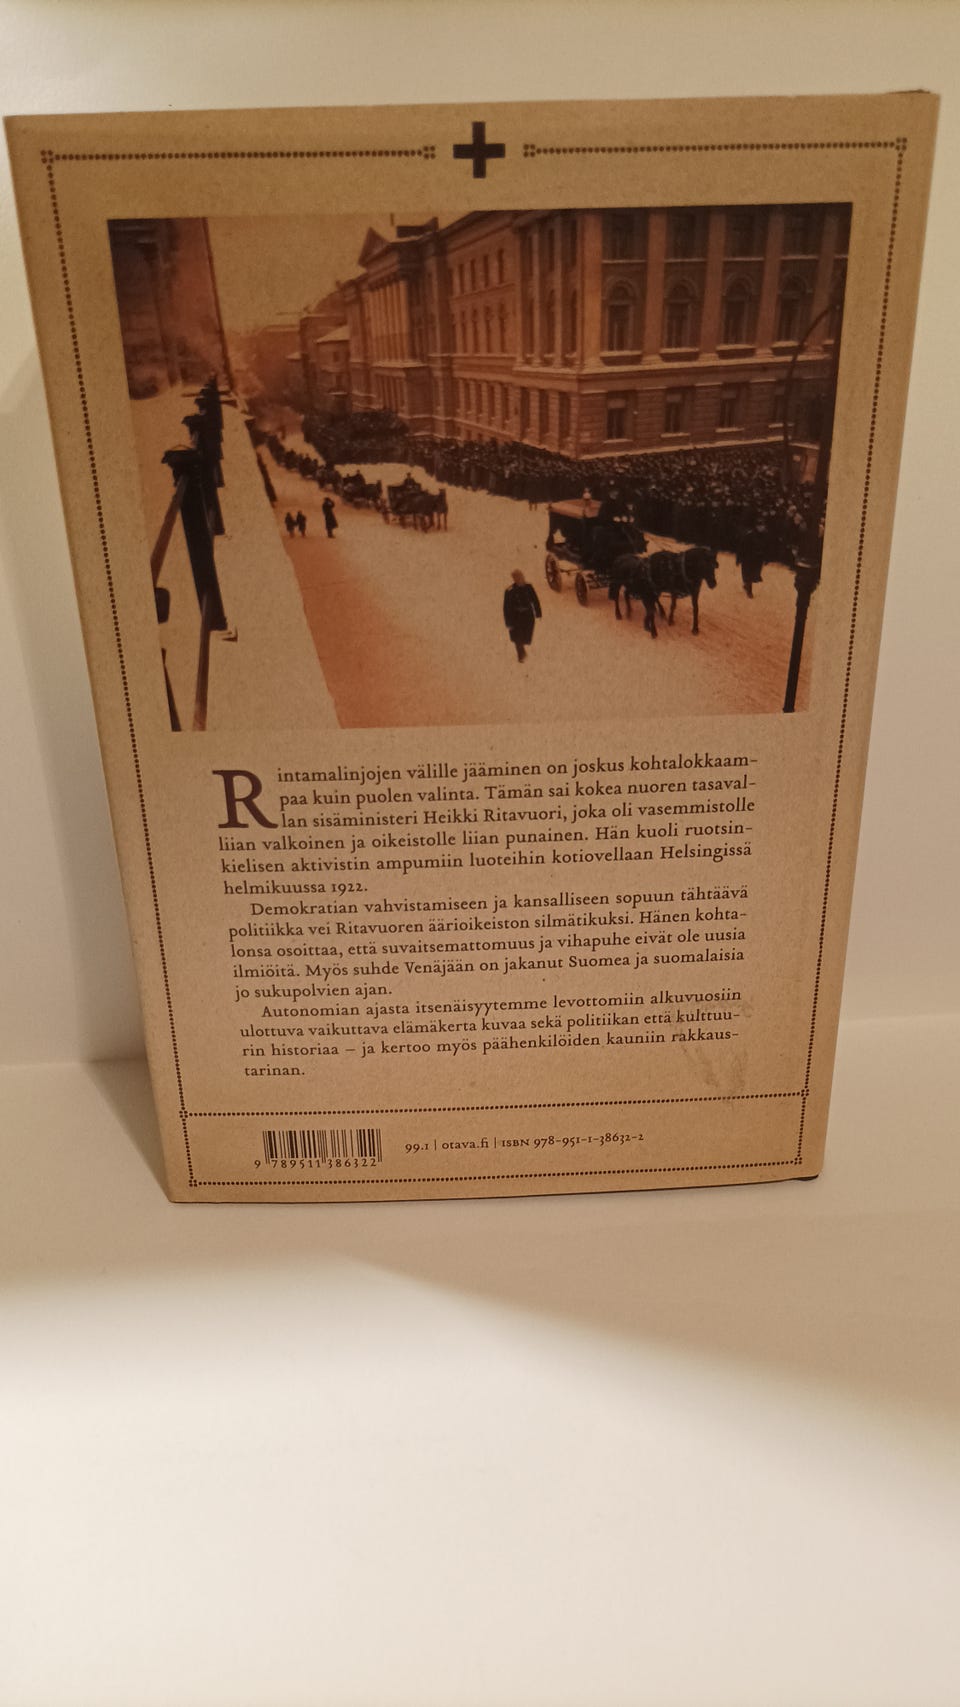 Rintamalinjojen välille jääminen on joskus kohtalokkaam-
paa kuin puolen valinta. Tämän sai kokea nuoren tasaval-
lan sisäministeri Heikki Ritavuori, joka oli vasemmistolle
liian valkoinen ja oikeistolle liian punainen. Hän kuoli ruotsin-
kielisen aktivistin ampumiin luoteihin kotiovellaan Helsingissä
helmikuussa 1922.
Demokratian vahvistamiseen ja kansalliseen sopuun tähtäävä
politiikka vei Ritavuoren äärioikeiston silmätikuksi. Hänen kohta-
lonsa osoittaa, että suvaitsemattomuus ja vihapuhe eivät ole uusia
ilmiöitä. Myös suhde Venäjään on jakanut Suomea ja suomalaisia
jo sukupolvien ajan.
Autonomian ajasta itsenäisyytemme levottomiin alkuvuosiin
ulottuva vaikuttava elämäkerta kuvaa sekä politiikan että kulttuu-
rin historiaa – ja kertoo myös päähenkilöiden kauniin rakkaus-
tarinan.
99.1 | otava.fi | ISBN 978-951-1-38632-2
9 789511 386322